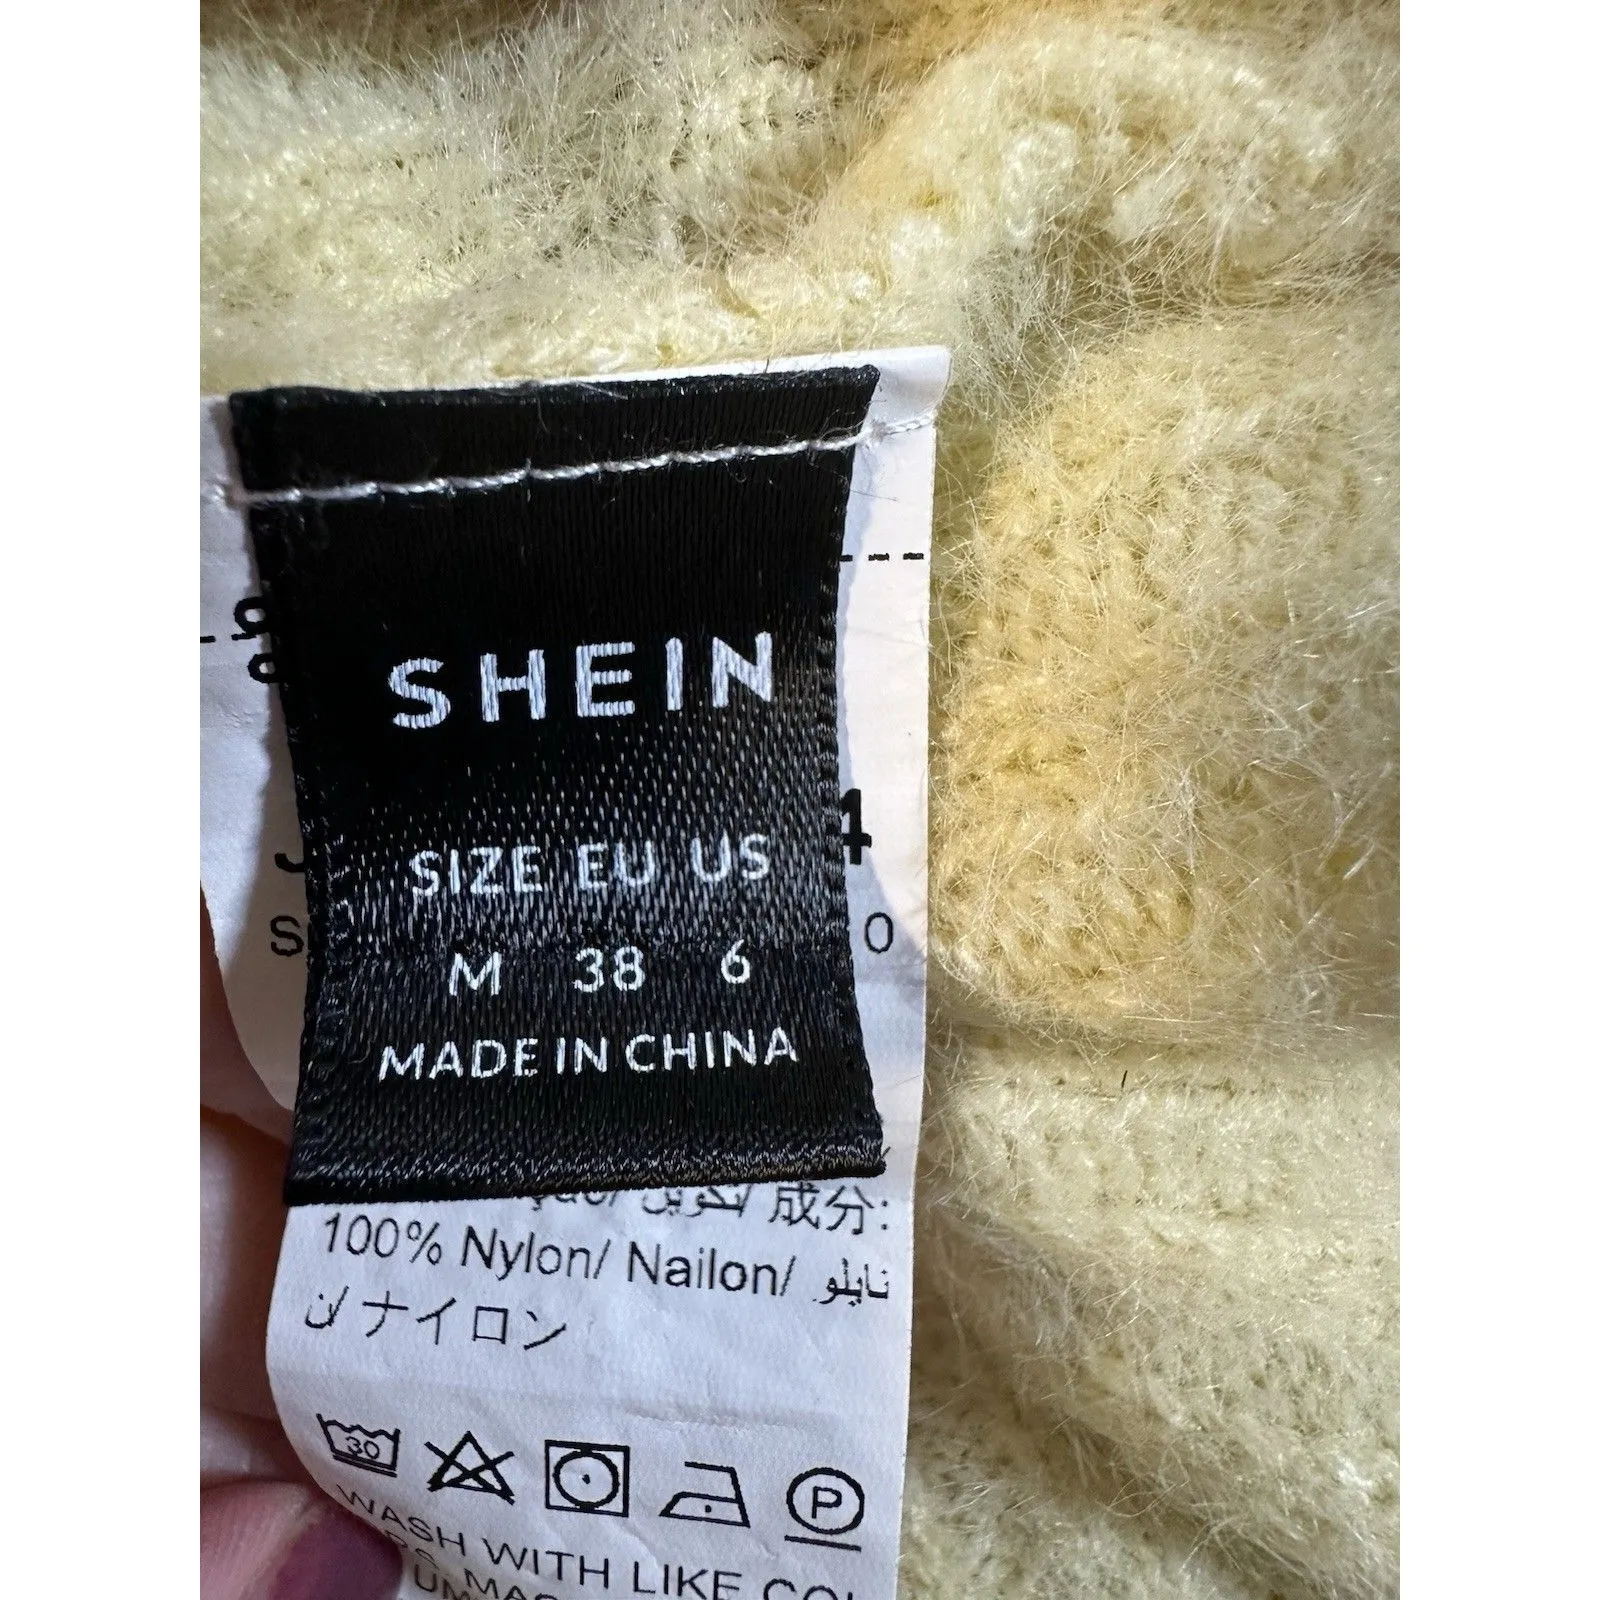 SHEIN
SIZE EU US
M 38 6
MADE IN CHINA
成分:
100% Nylon/ Nailon/ نايلو
ن ナイロン
30
P
WASH WITH LIKE